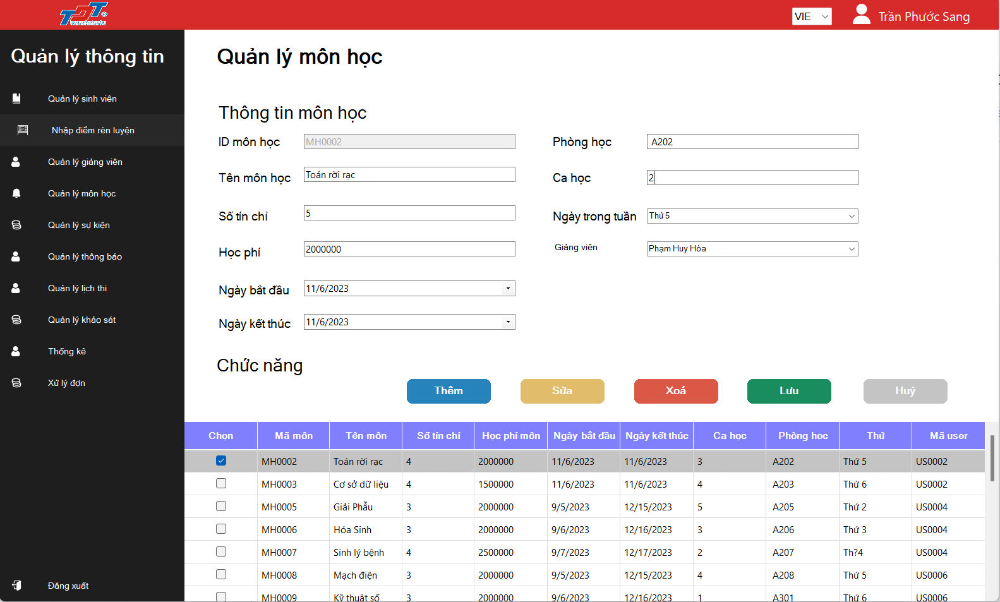 TDT
VIE
Trần Phước Sang
Quản lý thông tin
Quản lý sinh viên
Nhập điểm rèn luyện
Quản lý giảng viên
Quản lý môn học
Quản lý sự kiện
Quản lý thông báo
Quản lý lịch thi
Quản lý khảo sát
Thống kê
Xử lý đơn
Đăng xuất
Quản lý môn học
Thông tin môn học
ID môn học MH0002 Phòng học A202
Tên môn học Toán rời rạc Ca học 2
Số tín chỉ 5 Ngày trong tuần Thứ 5
Học phí 2000000 Giảng viên Phạm Huy Hòa
Ngày bắt đầu 11/6/2023
Ngày kết thúc 11/6/2023
Chức năng
Thêm Sửa Xoá Lưu Huỷ
Chọn Mã môn Tên môn Số tín chỉ Học phí môn Ngày bắt đầu Ngày kết thúc Ca học Phòng hoc Thứ Mã user
MH0002 Toán rời rạc 4 2000000 11/6/2023 11/6/2023 3 A202 Thứ 5 US0002
MH0003 Cơ sở dữ liệu 4 1500000 11/6/2023 11/6/2023 4 A203 Thứ 6 US0002
MH0005 Giải Phẫu 3 2000000 9/5/2023 12/15/2023 5 A205 Thứ 2 US0004
MH0006 Hóa Sinh 3 2000000 9/6/2023 12/16/2023 3 A206 Thứ 3 US0004
MH0007 Sinh lý bệnh 4 2500000 9/7/2023 12/17/2023 2 A207 Th?4 US0004
MH0008 Mạch điện 3 2000000 9/5/2023 12/15/2023 4 A208 Thứ 5 US0006
MH0009 Kỹ thuật số 3 2000000 9/6/2023 12/16/2023 1 A301 Thứ 6 US0006